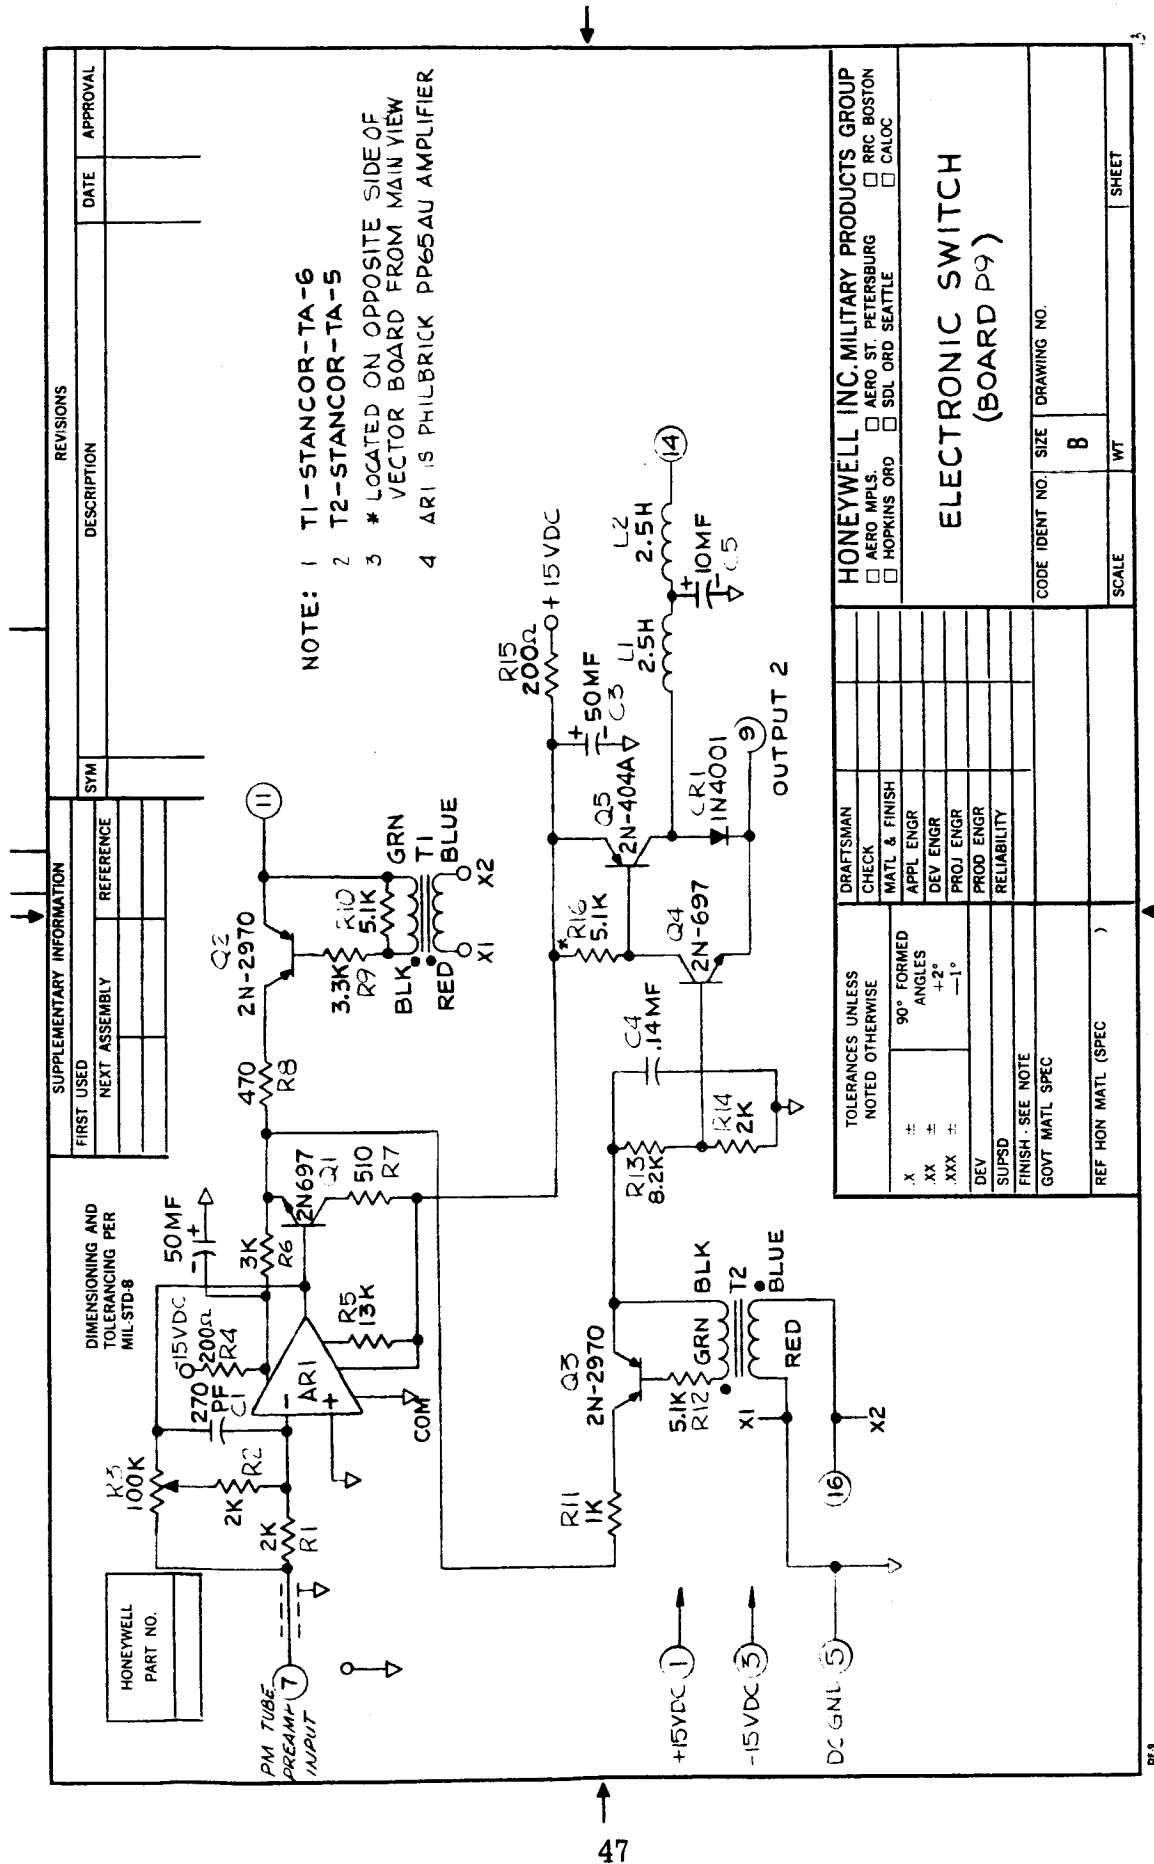 SUPPLEMENTARY INFORMATION
FIRST USED
NEXT ASSEMBLY
REFERENCE
REVISIONS
SYM
DESCRIPTION
DATE
APPROVAL
HONEYWELL
PART NO.
DIMENSIONING AND
TOLERANCING PER
MIL-STD-8
NOTE: 1 T1-STANCOR-TA-6
2 T2-STANCOR-TA-5
3 * LOCATED ON OPPOSITE SIDE OF
VECTOR BOARD FROM MAIN VIEW
4 AR1 IS PHILBRICK PP65AU AMPLIFIER
PM TUBE
PREAMP
INPUT
7
R3
100K
2K
R2
2K
R1
270
PF
C1
-15VDC
200Ω
R4
50MF
- +
3K
R6
AR1
-
+
COM
R5
13K
2N697
Q1
510
R7
470
R8
Q2
2N-2970
3.3K
R9
R10
5.1K
BLK
GRN
T1
RED
BLUE
X1
X2
11
R15
200Ω
+15VDC
50MF
+
-
C3
*R16
5.1K
Q5
2N-404A
Q4
2N-697
CR1
1N4001
L1
2.5H
L2
2.5H
10MF
+
-
C5
14
9
OUTPUT 2
C4
.14MF
R13
8.2K
R14
2K
Q3
2N-2970
R11
1K
5.1K
R12
GRN
BLK
T2
RED
BLUE
X1
X2
16
+15VDC 1
-15VDC 3
DC GND 5
TOLERANCES UNLESS
NOTED OTHERWISE
.X ±
.XX ±
.XXX ±
90° FORMED
ANGLES
+2°
—1°
DEV
SUPSD
FINISH - SEE NOTE
GOVT MATL SPEC
REF HON MATL (SPEC )
DRAFTSMAN
CHECK
MATL & FINISH
APPL ENGR
DEV ENGR
PROJ ENGR
PROD ENGR
RELIABILITY
HONEYWELL INC. MILITARY PRODUCTS GROUP
□ AERO MPLS. □ AERO ST. PETERSBURG □ RRC BOSTON
□ HOPKINS ORD □ SDL ORD SEATTLE □ CALOC
ELECTRONIC SWITCH
(BOARD P9)
CODE IDENT NO.
SIZE
B
DRAWING NO.
SCALE
WT
SHEET
47